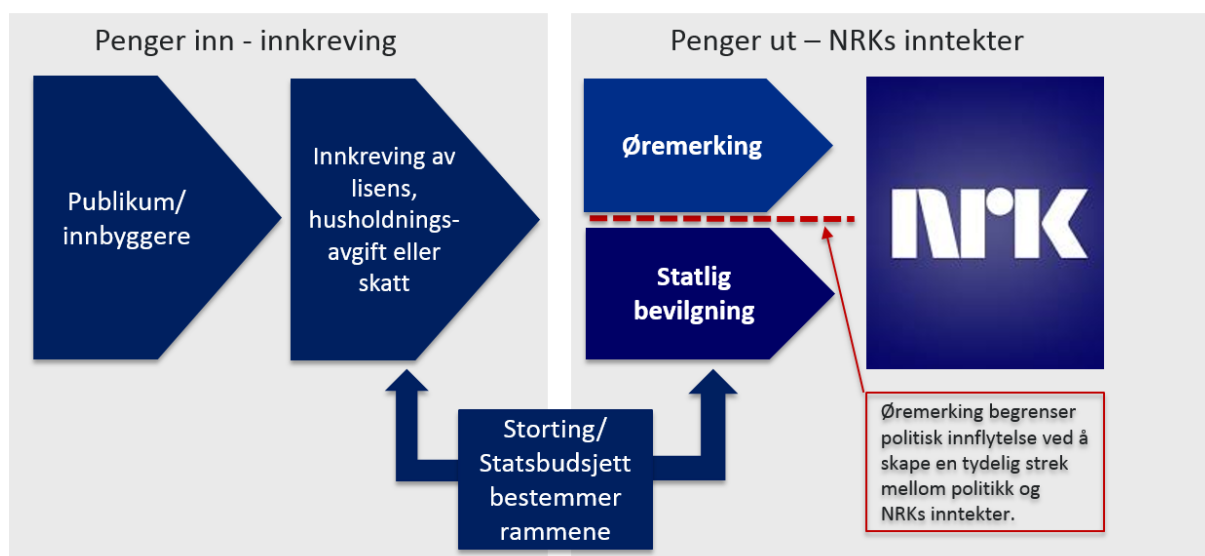 Penger inn - innkreving
Publikum/
innbyggere
Innkreving av
lisens,
husholdnings-
avgift eller
skatt
Penger ut – NRKs inntekter
Øremerking
Statlig
bevilgning
NRK
Storting/
Statsbudsjett
bestemmer
rammene
Øremerking begrenser
politisk innflytelse ved å
skape en tydelig strek
mellom politikk og
NRKs inntekter.